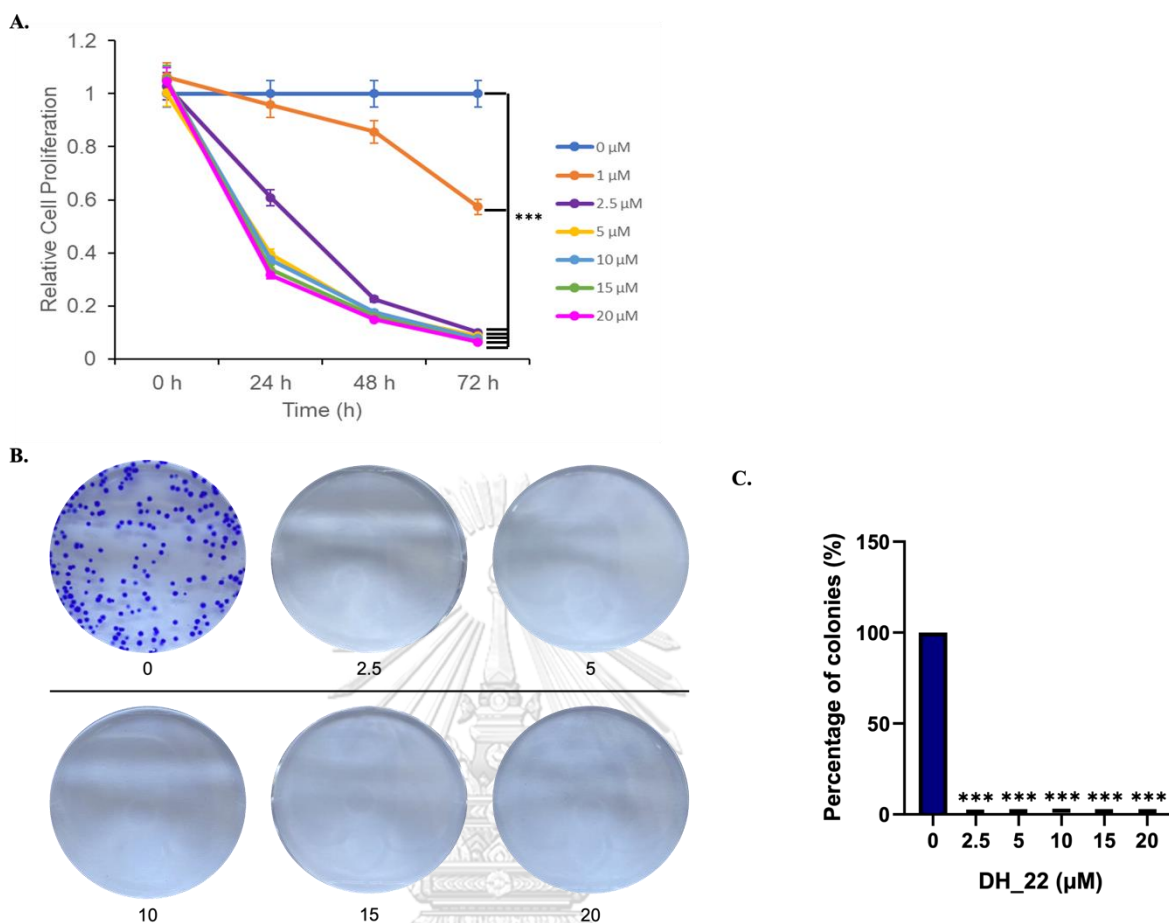 A.
1.2
1
0.8
0.6
0.4
0.2
0
Relative Cell Proliferation
0 h 24 h 48 h 72 h
Time (h)
***
0 μM
1 μM
2.5 μM
5 μM
10 μM
15 μM
20 μM
B.
0 2.5 5
10 15 20
C.
150
100
50
0
Percentage of colonies (%)
*** *** *** *** ***
0 2.5 5 10 15 20
DH_22 (μM)